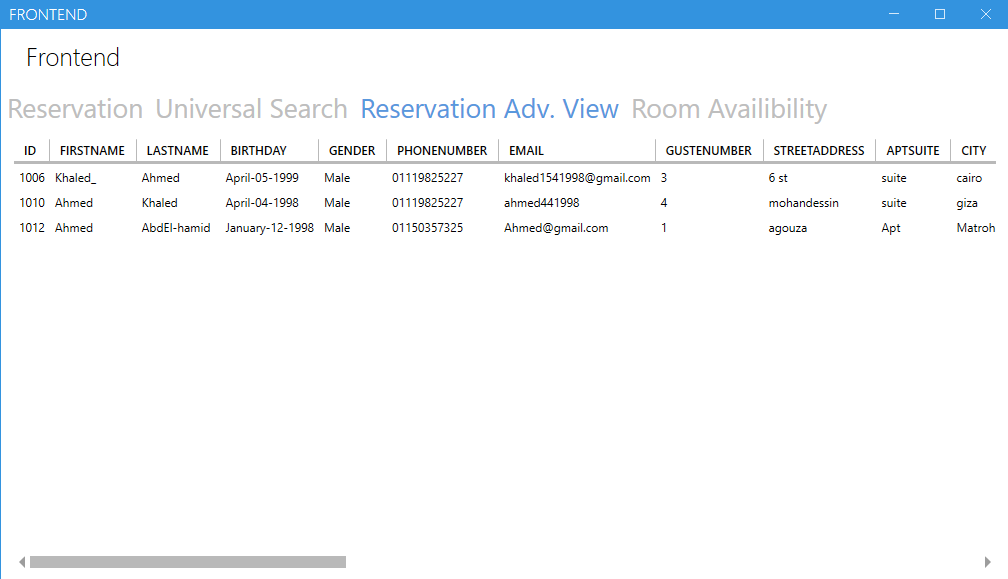 FRONTEND
Frontend
Reservation Universal Search Reservation Adv. View Room Availibility
ID FIRSTNAME LASTNAME BIRTHDAY GENDER PHONENUMBER EMAIL GUSTENUMBER STREETADDRESS APTSUITE CITY
1006 Khaled_ Ahmed April-05-1999 Male 01119825227 khaled1541998@gmail.com 3 6 st suite cairo
1010 Ahmed Khaled April-04-1998 Male 01119825227 ahmed441998 4 mohandessin suite giza
1012 Ahmed AbdEl-hamid January-12-1998 Male 01150357325 Ahmed@gmail.com 1 agouza Apt Matroh